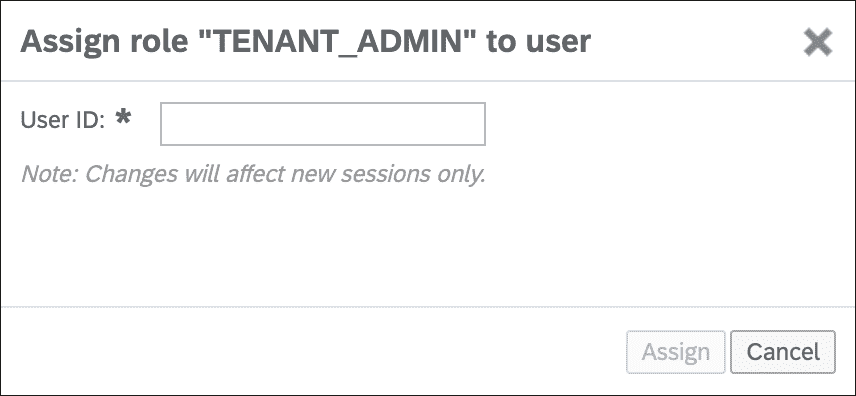 Assign role "TENANT_ADMIN" to user
User ID: *
Note: Changes will affect new sessions only.
Assign Cancel